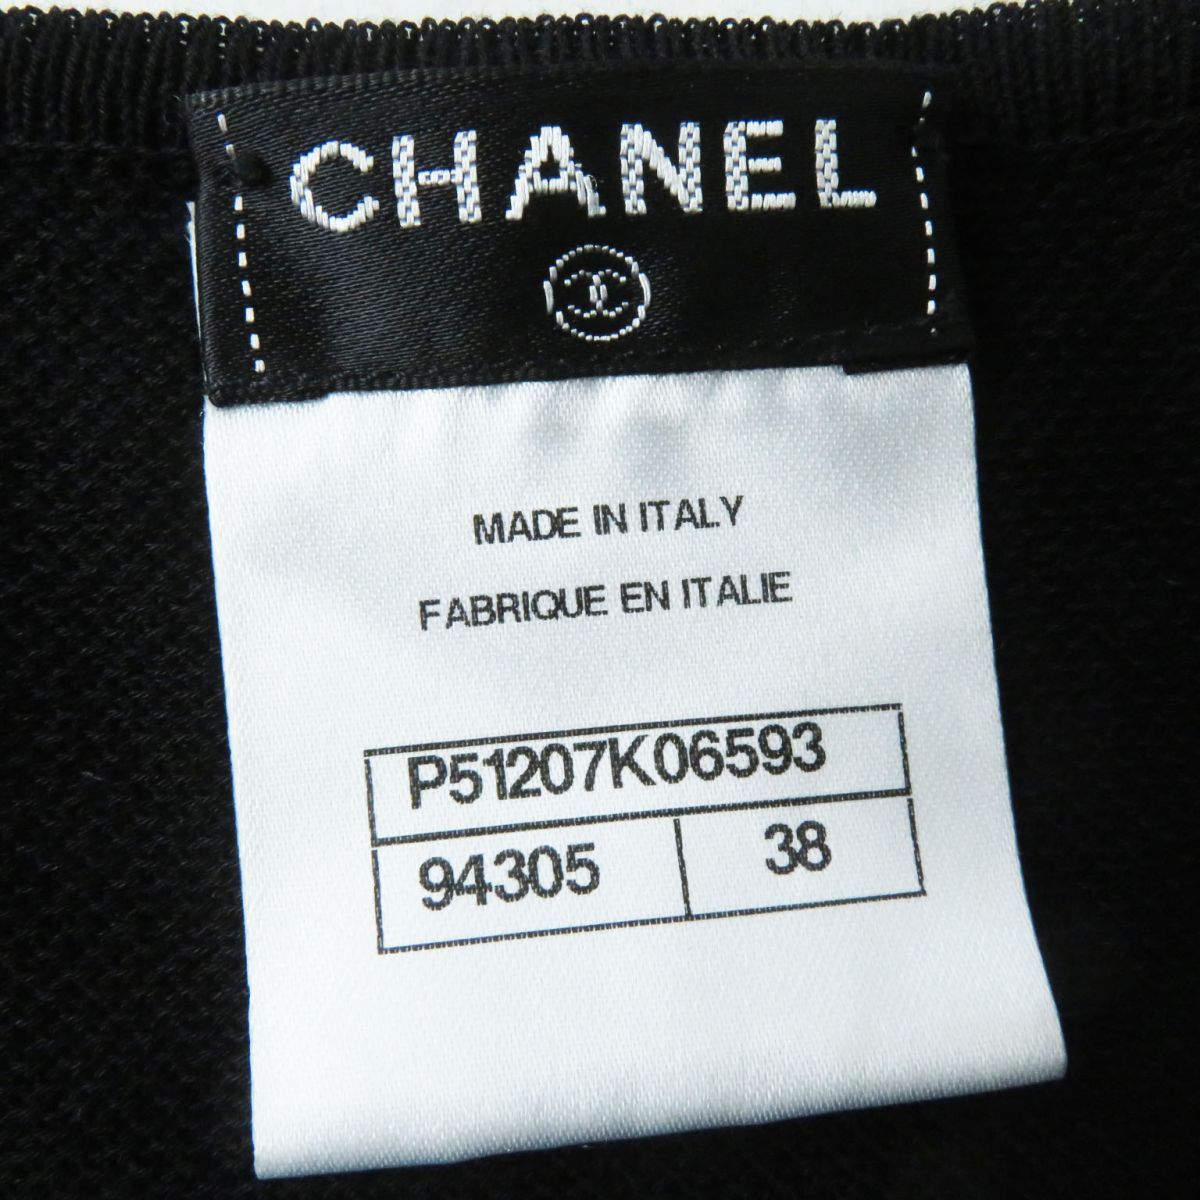 CHANEL
MADE IN ITALY
FABRIQUE EN ITALIE
P51207K06593
94305 38